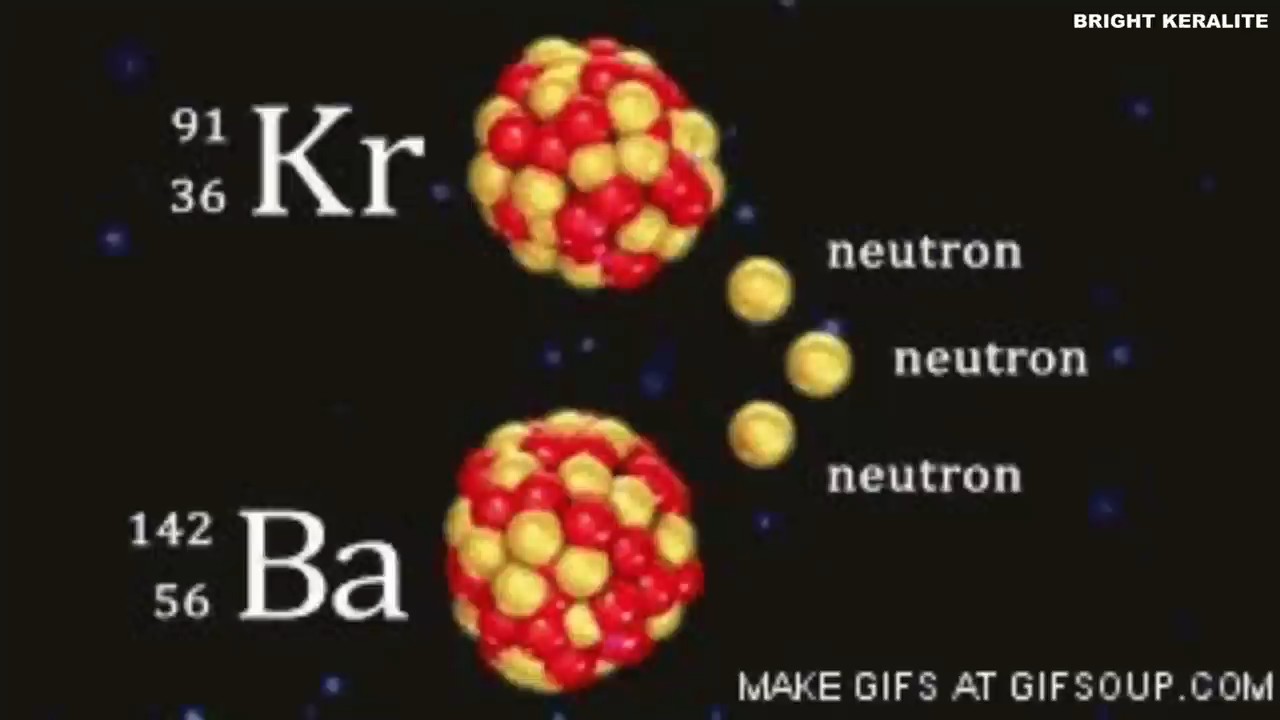 BRIGHT KERALITE
91
36 Kr
neutron
neutron
neutron
142
56 Ba
MAKE GIFS AT GIFSOUP.COM